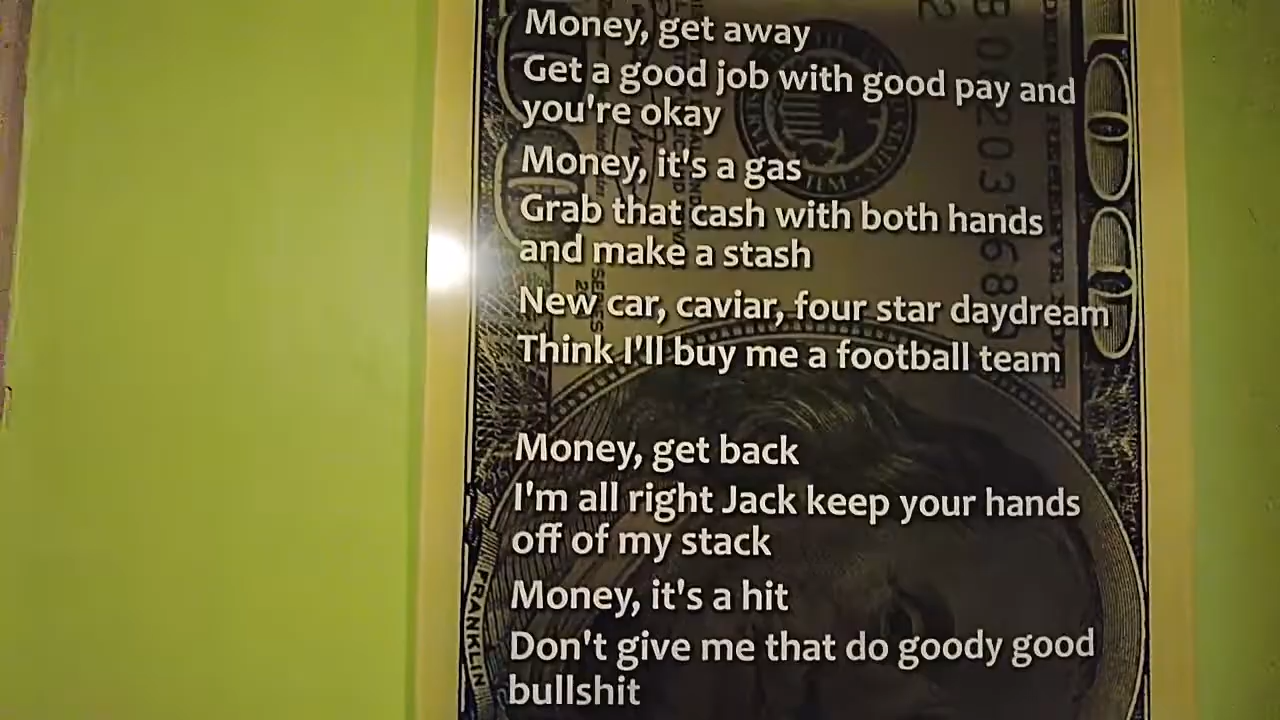 Money, get away
Get a good job with good pay and
you're okay
Money, it's a gas
Grab that cash with both hands
and make a stash
New car, caviar, four star daydream
Think I'll buy me a football team
Money, get back
I'm all right Jack keep your hands
off of my stack
Money, it's a hit
Don't give me that do goody good
bullshit
FRANKLIN